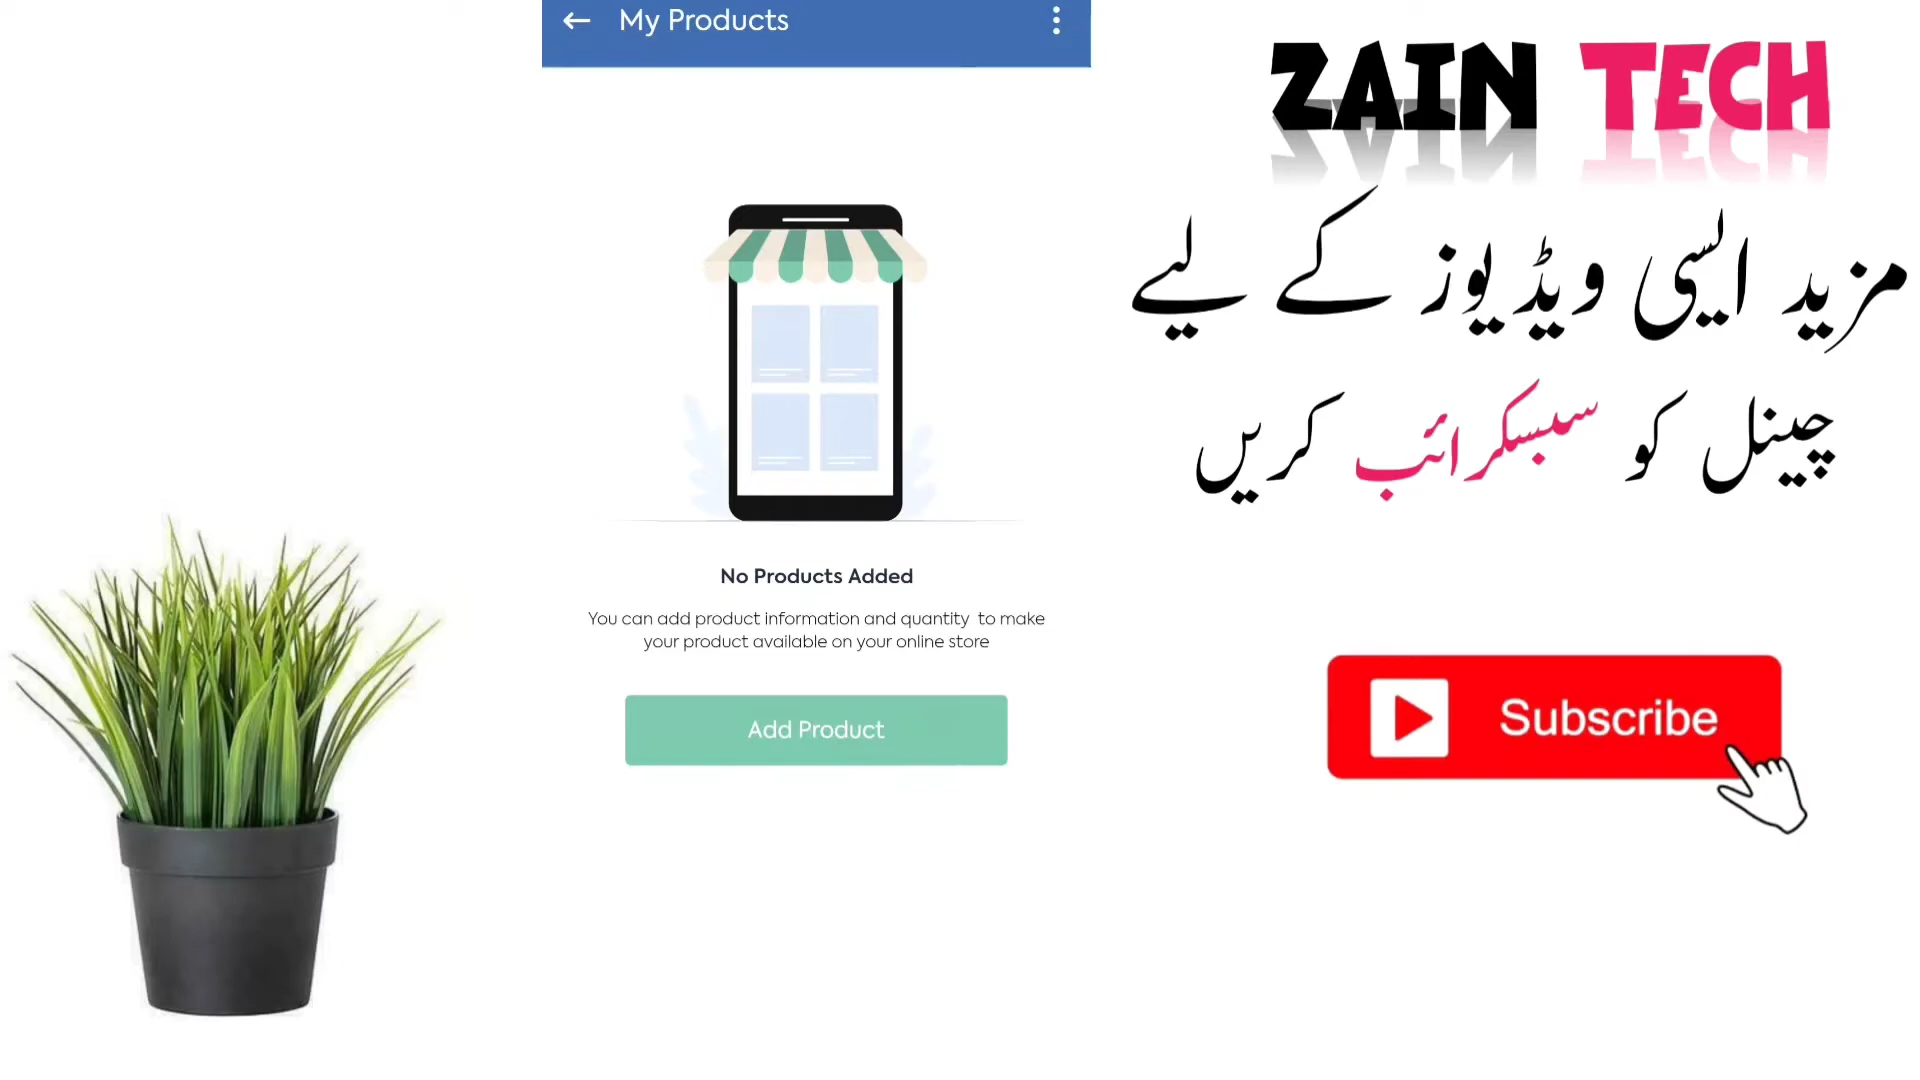 My Products
No Products Added
You can add product information and quantity to make
your product available on your online store
Add Product
ZAIN TECH
مزید ایسی ویڈیوز کے لیے
چینل کو سبسکرائب کریں
Subscribe